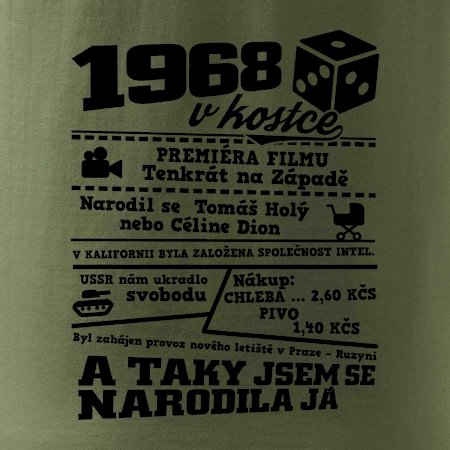 1968
v kostce
PREMIÉRA FILMU
Tenkrát na Západě
Narodil se Tomáš Holý
nebo Céline Dion
V KALIFORNII BYLA ZALOŽENA SPOLEČNOST INTEL.
USSR nám ukradlo
svobodu
Nákup:
CHLEBA ... 2,60 KČS
PIVO
1,40 KČS
Byl zahájen provoz nového letiště v Praze - Ruzyni
A TAKY JSEM SE
NARODILA JÁ